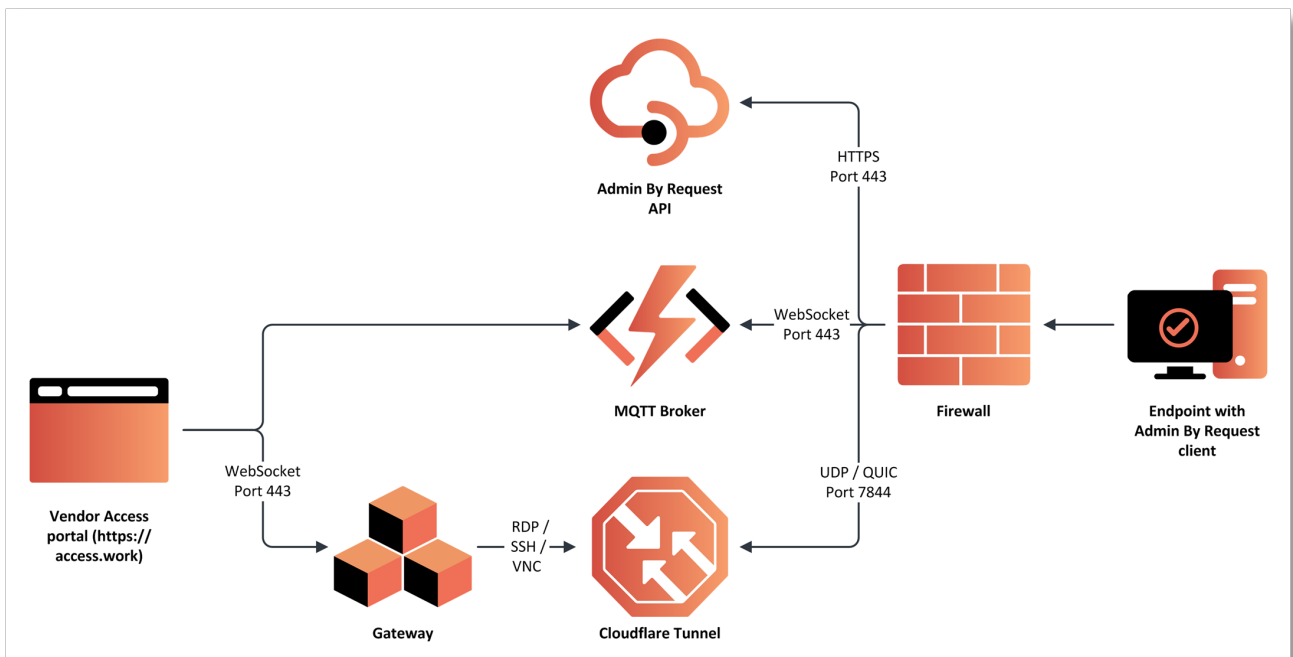 HTTPS
Port 443
Admin By Request
API
WebSocket
Port 443
MQTT Broker
Firewall
Endpoint with
Admin By Request
client
WebSocket
Port 443
UDP / QUIC
Port 7844
Vendor Access
portal (https://
access.work)
RDP /
SSH /
VNC
Gateway
Cloudflare Tunnel